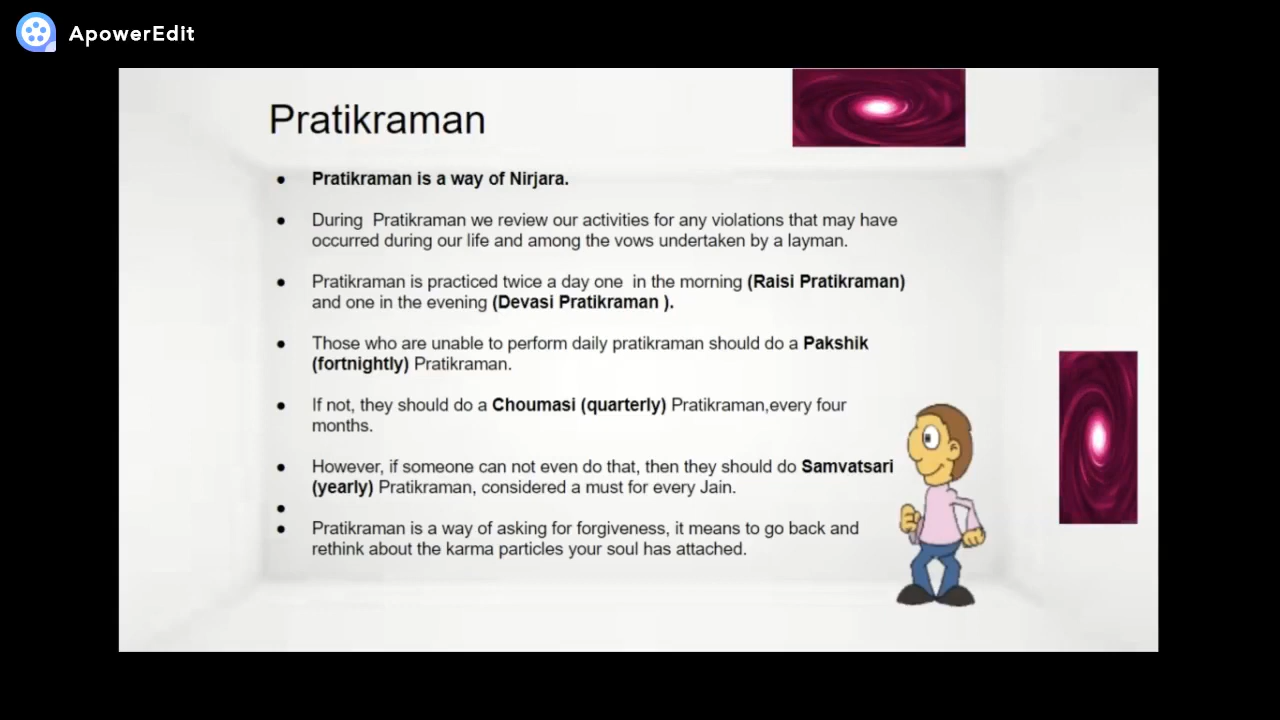 ApowerEdit
Pratikraman
● Pratikraman is a way of Nirjara.
● During  Pratikraman we review our activities for any violations that may have
occurred during our life and among the vows undertaken by a layman.
● Pratikraman is practiced twice a day one  in the morning (Raisi Pratikraman)
and one in the evening (Devasi Pratikraman ).
● Those who are unable to perform daily pratikraman should do a Pakshik
(fortnightly) Pratikraman.
● If not, they should do a Choumasi (quarterly) Pratikraman,every four
months.
● However, if someone can not even do that, then they should do Samvatsari
(yearly) Pratikraman, considered a must for every Jain.
●
● Pratikraman is a way of asking for forgiveness, it means to go back and
rethink about the karma particles your soul has attached.